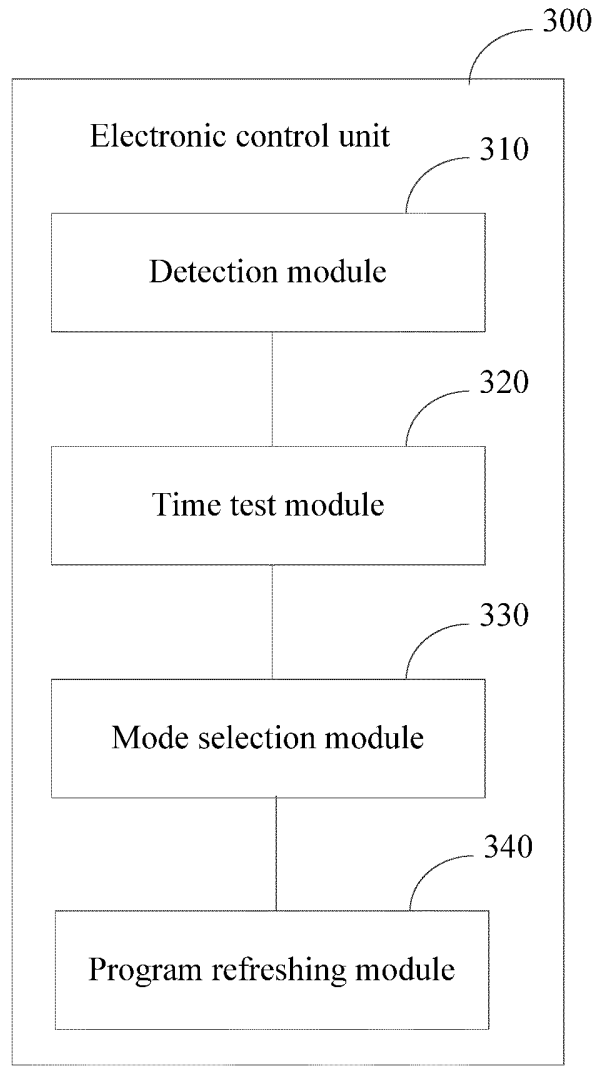 300
Electronic control unit
310
Detection module
320
Time test module
330
Mode selection module
340
Program refreshing module